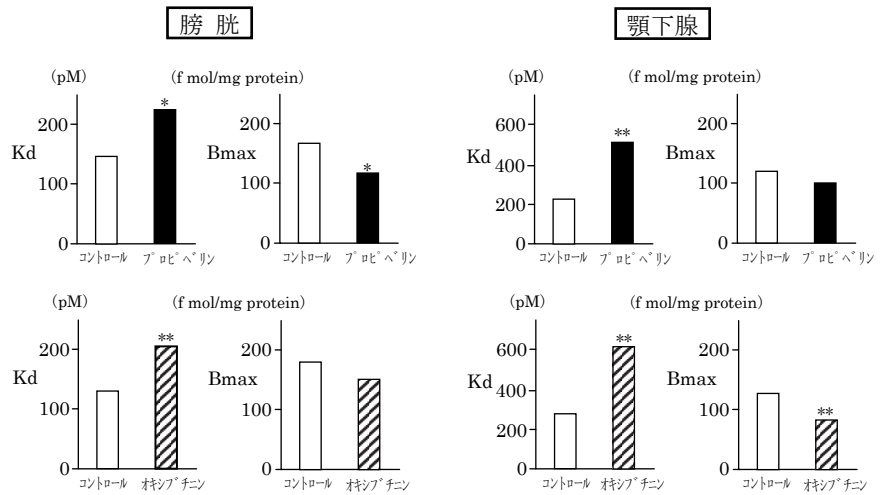 膀 胱
顎下腺
(pM) (f mol/mg protein) (pM) (f mol/mg protein)
Kd 200 100 0 * コントロール プロピベリン
Bmax 200 100 0 * コントロール プロピベリン
Kd 600 400 200 0 ** コントロール プロピベリン
Bmax 200 100 0 コントロール プロピベリン
(pM) (f mol/mg protein) (pM) (f mol/mg protein)
Kd 200 100 0 ** コントロール オキシブチニン
Bmax 200 100 0 コントロール オキシブチニン
Kd 600 400 200 0 ** コントロール オキシブチニン
Bmax 200 100 0 ** コントロール オキシブチニン